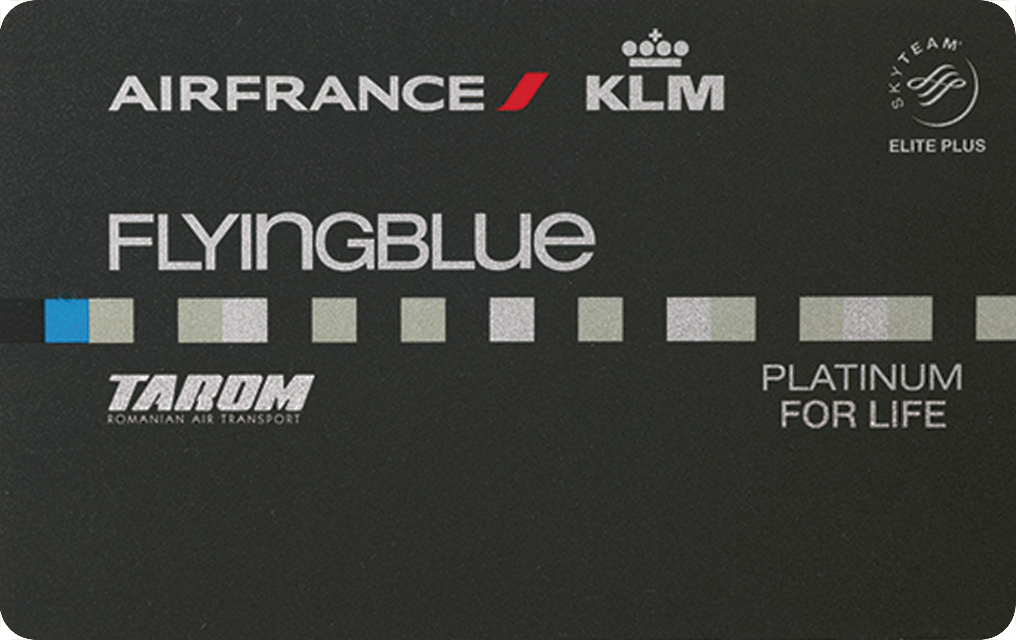 AIRFRANCE KLM
SKYTEAM
ELITE PLUS
FLYINGBLUE
TAROM
ROMANIAN AIR TRANSPORT
PLATINUM
FOR LIFE